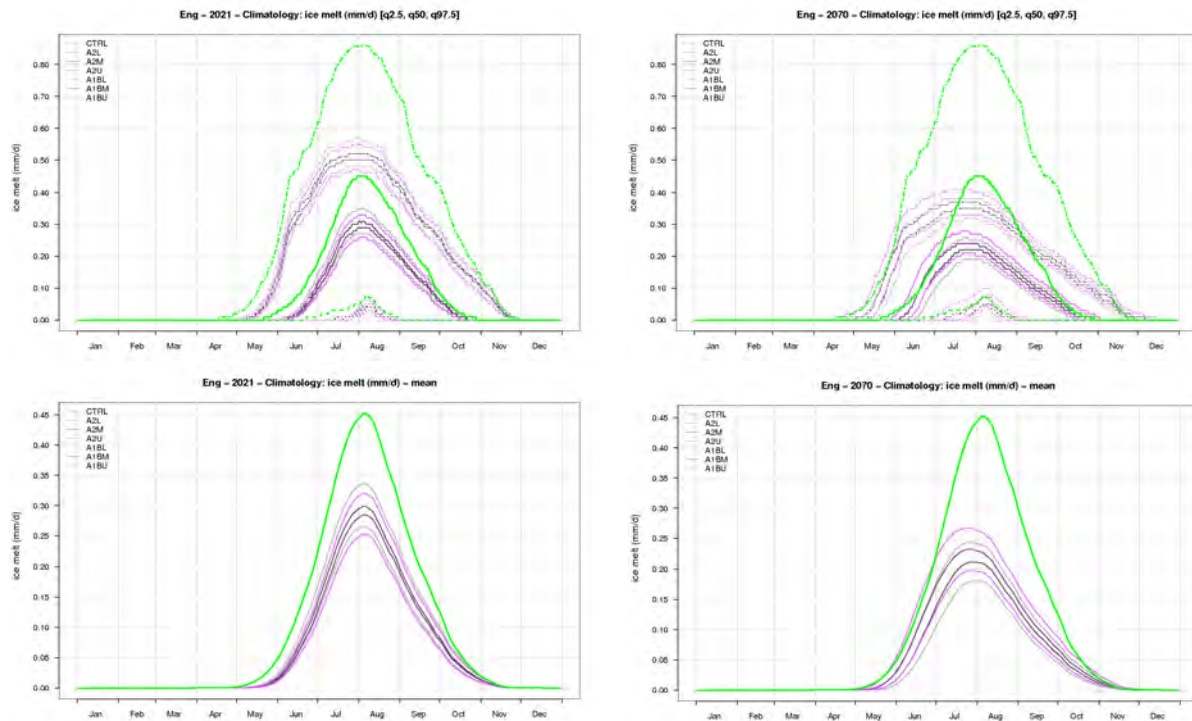 Eng – 2021 – Climatology: ice melt (mm/d) [q2.5, q50, q97.5]
ice melt (mm/d)
0.80
0.70
0.60
0.50
0.40
0.30
0.20
0.10
0.00
CTRL
A2L
A2M
A2U
A1BL
A1BM
A1BU
Jan Feb Mar Apr May Jun Jul Aug Sep Oct Nov Dec
Eng – 2070 – Climatology: ice melt (mm/d) [q2.5, q50, q97.5]
ice melt (mm/d)
0.80
0.70
0.60
0.50
0.40
0.30
0.20
0.10
0.00
CTRL
A2L
A2M
A2U
A1BL
A1BM
A1BU
Jan Feb Mar Apr May Jun Jul Aug Sep Oct Nov Dec
Eng – 2021 – Climatology: ice melt (mm/d) – mean
ice melt (mm/d)
0.45
0.40
0.35
0.30
0.25
0.20
0.15
0.10
0.05
0.00
CTRL
A2L
A2M
A2U
A1BL
A1BM
A1BU
Jan Feb Mar Apr May Jun Jul Aug Sep Oct Nov Dec
Eng – 2070 – Climatology: ice melt (mm/d) – mean
ice melt (mm/d)
0.45
0.40
0.35
0.30
0.25
0.20
0.15
0.10
0.05
0.00
CTRL
A2L
A2M
A2U
A1BL
A1BM
A1BU
Jan Feb Mar Apr May Jun Jul Aug Sep Oct Nov Dec